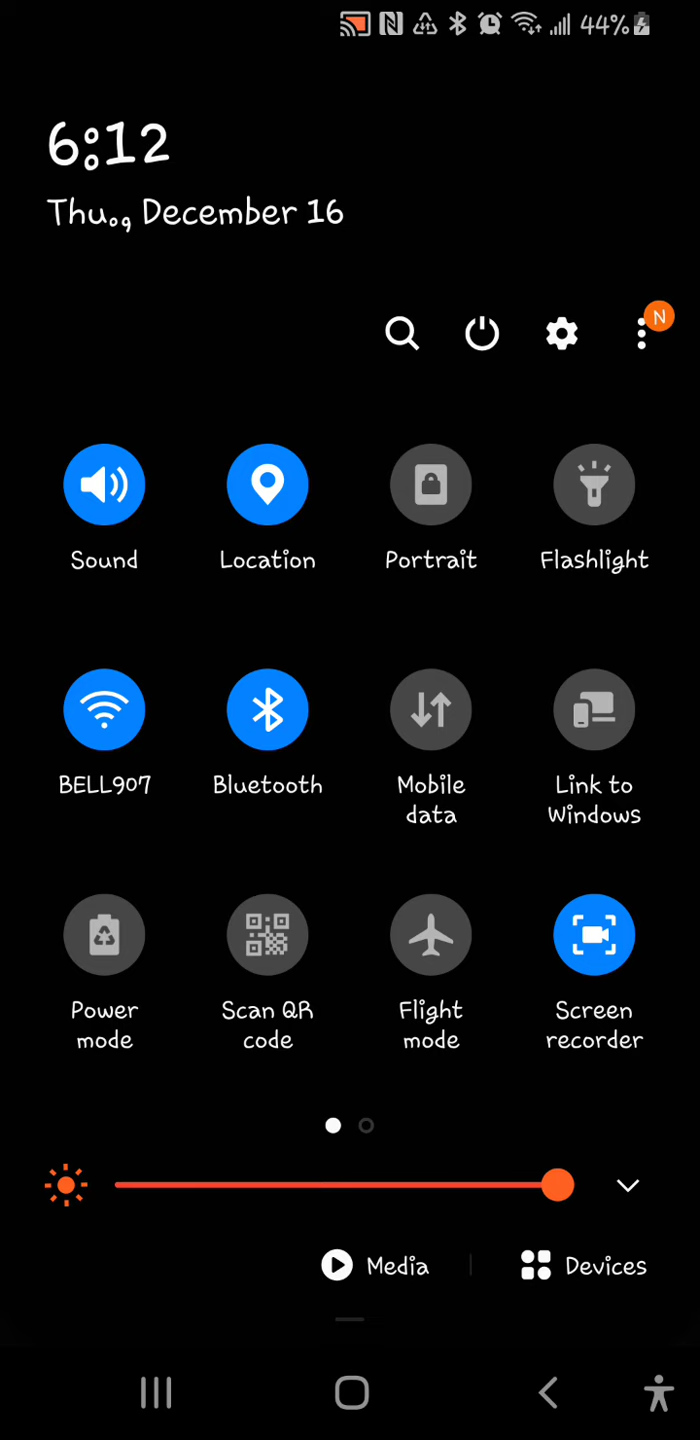 44%
6:12
Thu., December 16
N
Sound Location Portrait Flashlight
BELL907 Bluetooth Mobile data Link to Windows
Power mode Scan QR code Flight mode Screen recorder
Media Devices